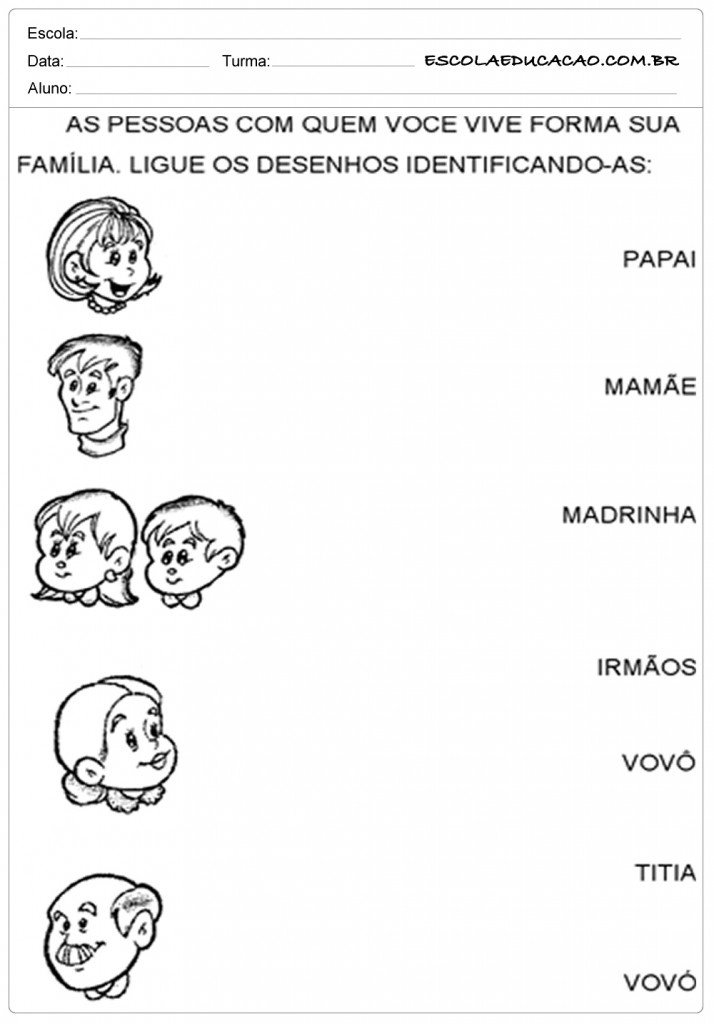 Escola:
Data: Turma: ESCOLAEDUCACAO.COM.BR
Aluno:
AS PESSOAS COM QUEM VOCE VIVE FORMA SUA
FAMÍLIA. LIGUE OS DESENHOS IDENTIFICANDO-AS:
PAPAI
MAMÃE
MADRINHA
IRMÃOS
VOVÔ
TITIA
VOVÓ